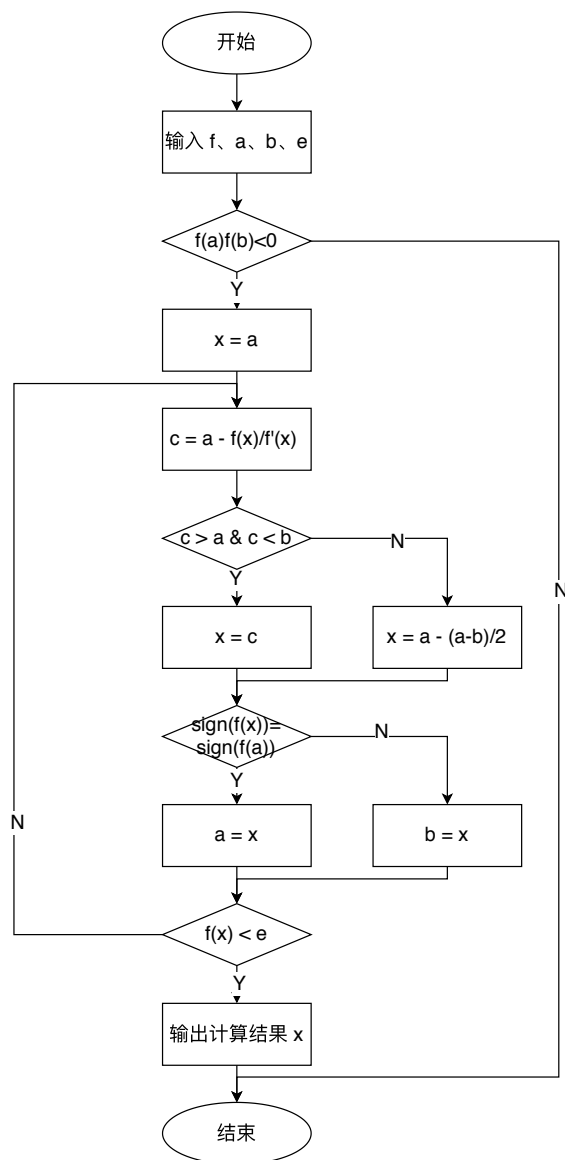 开始
输入 f、a、b、e
f(a)f(b)<0
Y
x = a
c = a - f(x)/f'(x)
c > a & c < b
N
Y
N
x = c
x = a - (a-b)/2
sign(f(x))=
sign(f(a))
N
Y
N
a = x
b = x
f(x) < e
Y
输出计算结果 x
结束